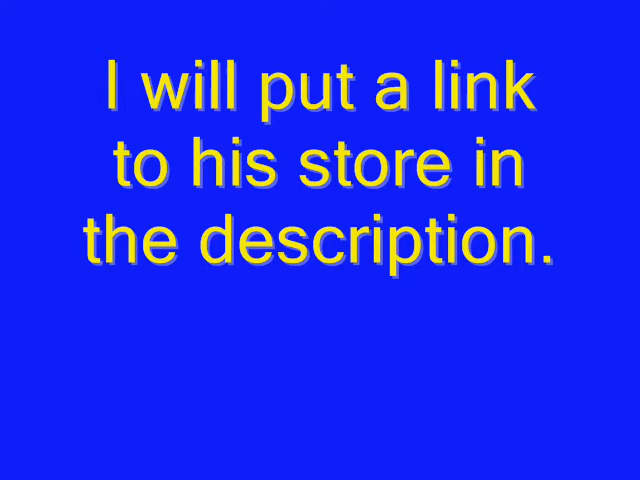 I will put a link
to his store in
the description.